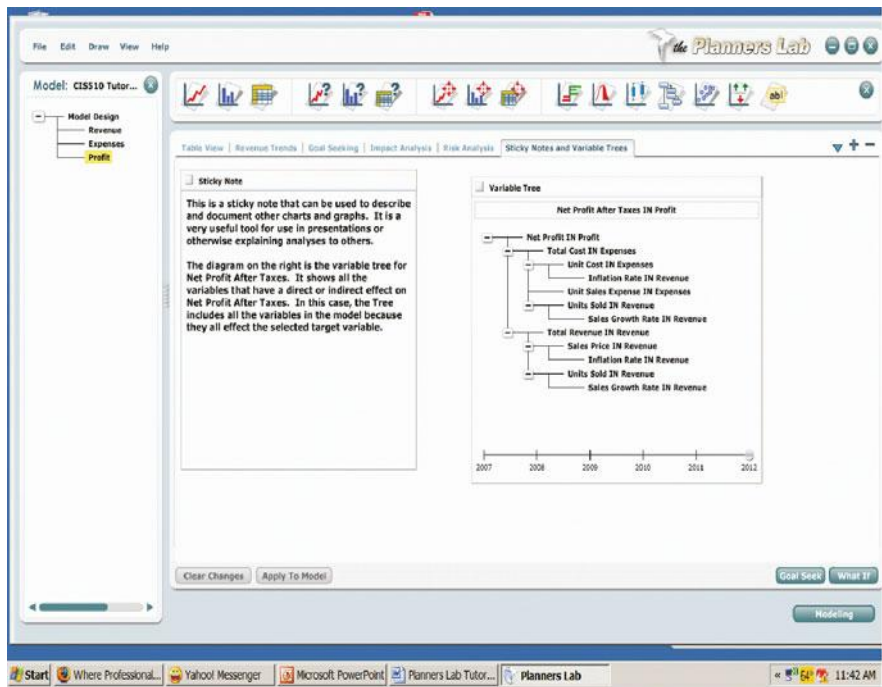 the Planners Lab
File Edit Draw View Help
Model: CIS510 Tutor...
Model Design
Revenue
Expenses
Profit
abl
Table View | Revenue Trends | Goal Seeking | Impact Analysis | Risk Analysis | Sticky Notes and Variable Trees
Sticky Note
This is a sticky note that can be used to describe
and document other charts and graphs. It is a
very useful tool for use in presentations or
otherwise explaining analyses to others.
The diagram on the right is the variable tree for
Net Profit After Taxes. It shows all the
variables that have a direct or indirect effect on
Net Profit After Taxes. In this case, the Tree
includes all the variables in the model because
they all effect the selected target variable.
Variable Tree
Net Profit After Taxes IN Profit
Net Profit IN Profit
Total Cost IN Expenses
Unit Cost IN Expenses
Inflation Rate IN Revenue
Unit Sales Expense IN Expenses
Units Sold IN Revenue
Sales Growth Rate IN Revenue
Total Revenue IN Revenue
Sales Price IN Revenue
Inflation Rate IN Revenue
Units Sold IN Revenue
Sales Growth Rate IN Revenue
2007 2008 2009 2010 2011 2012
Clear Changes Apply To Model Goal Seek What If
Modeling
Start Where Professional... Yahoo! Messenger Microsoft PowerPoint Planners Lab Tutor... Planners Lab « 64° 11:42 AM